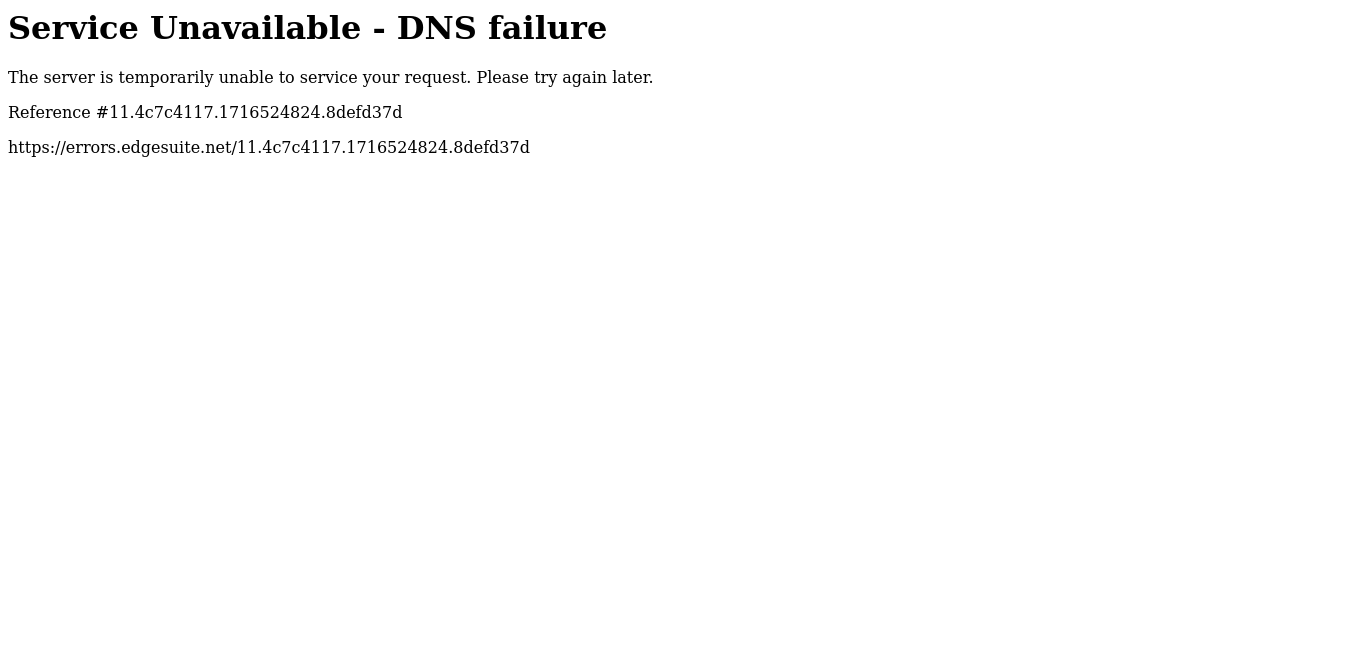 Service Unavailable - DNS failure
The server is temporarily unable to service your request. Please try again later.
Reference #11.4c7c4117.1716524824.8defd37d
https://errors.edgesuite.net/11.4c7c4117.1716524824.8defd37d